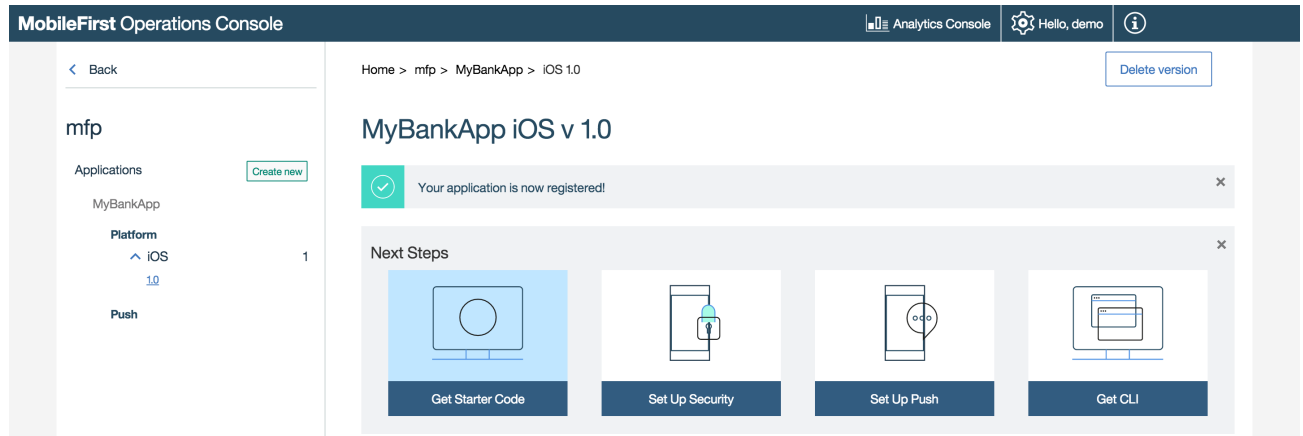 MobileFirst Operations Console
Analytics Console
Hello, demo
Back
mfp
Applications
Create new
MyBankApp
Platform
iOS
1
1.0
Push
Home > mfp > MyBankApp > iOS 1.0
Delete version
MyBankApp iOS v 1.0
Your application is now registered!
Next Steps
Get Starter Code
Set Up Security
Set Up Push
Get CLI